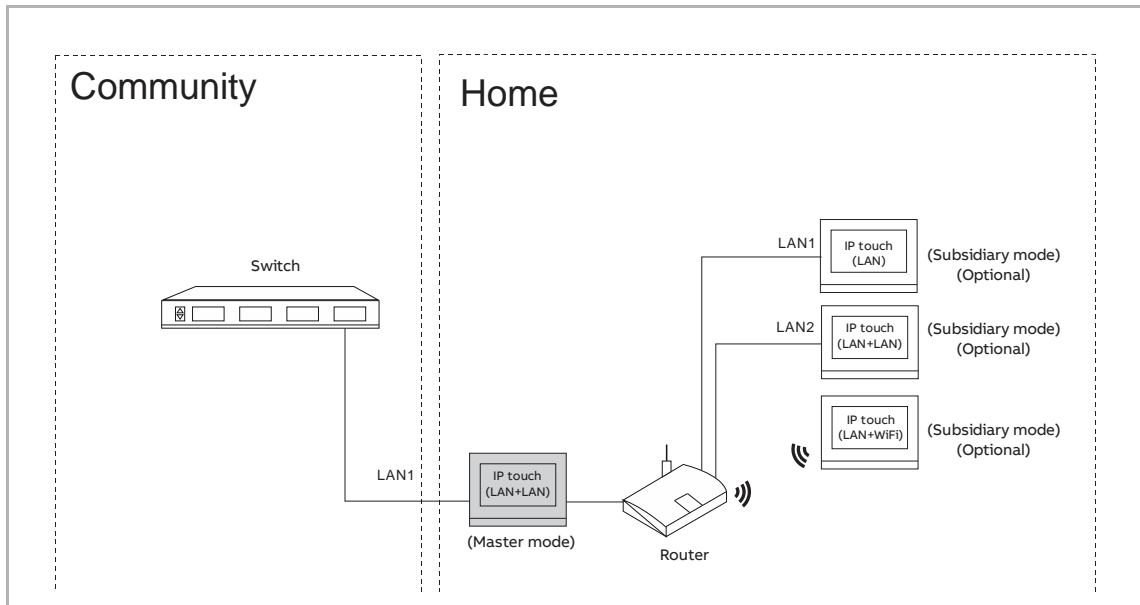 Community
Home
Switch
LAN1
IP touch
(LAN+LAN)
(Master mode)
Router
LAN1
IP touch
(LAN)
(Subsidiary mode)
(Optional)
LAN2
IP touch
(LAN+LAN)
(Subsidiary mode)
(Optional)
IP touch
(LAN+WiFi)
(Subsidiary mode)
(Optional)